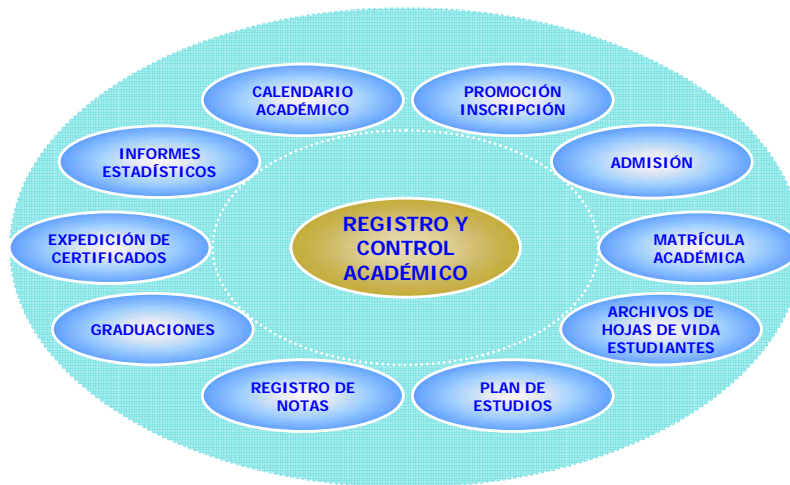 CALENDARIO
ACADÉMICO
PROMOCIÓN
INSCRIPCIÓN
INFORMES
ESTADÍSTICOS
ADMISIÓN
REGISTRO Y
CONTROL
ACADÉMICO
EXPEDICIÓN DE
CERTIFICADOS
MATRÍCULA
ACADÉMICA
GRADUACIONES
ARCHIVOS DE
HOJAS DE VIDA
ESTUDIANTES
REGISTRO DE
NOTAS
PLAN DE
ESTUDIOS